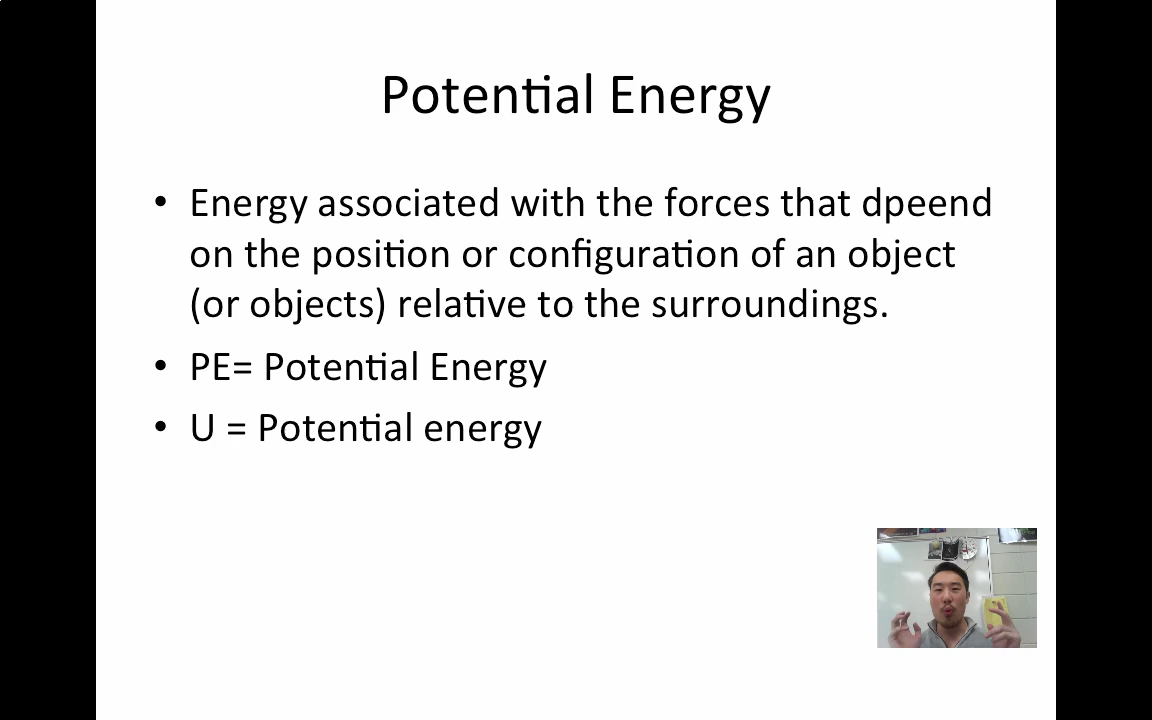 Potential Energy
• Energy associated with the forces that dpeend
on the position or configuration of an object
(or objects) relative to the surroundings.
• PE= Potential Energy
• U = Potential energy